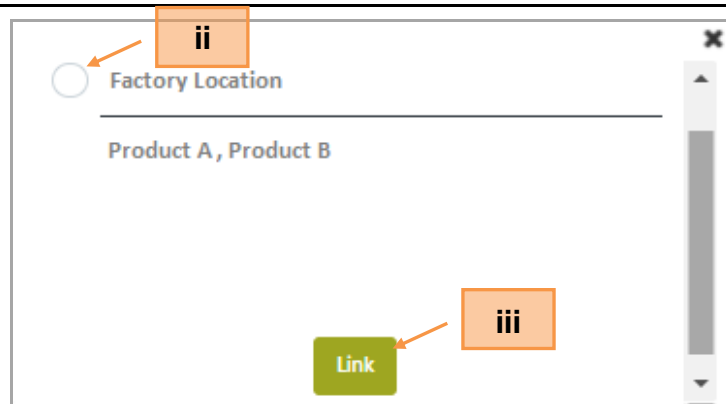 ii
Factory Location
Product A , Product B
iii
Link